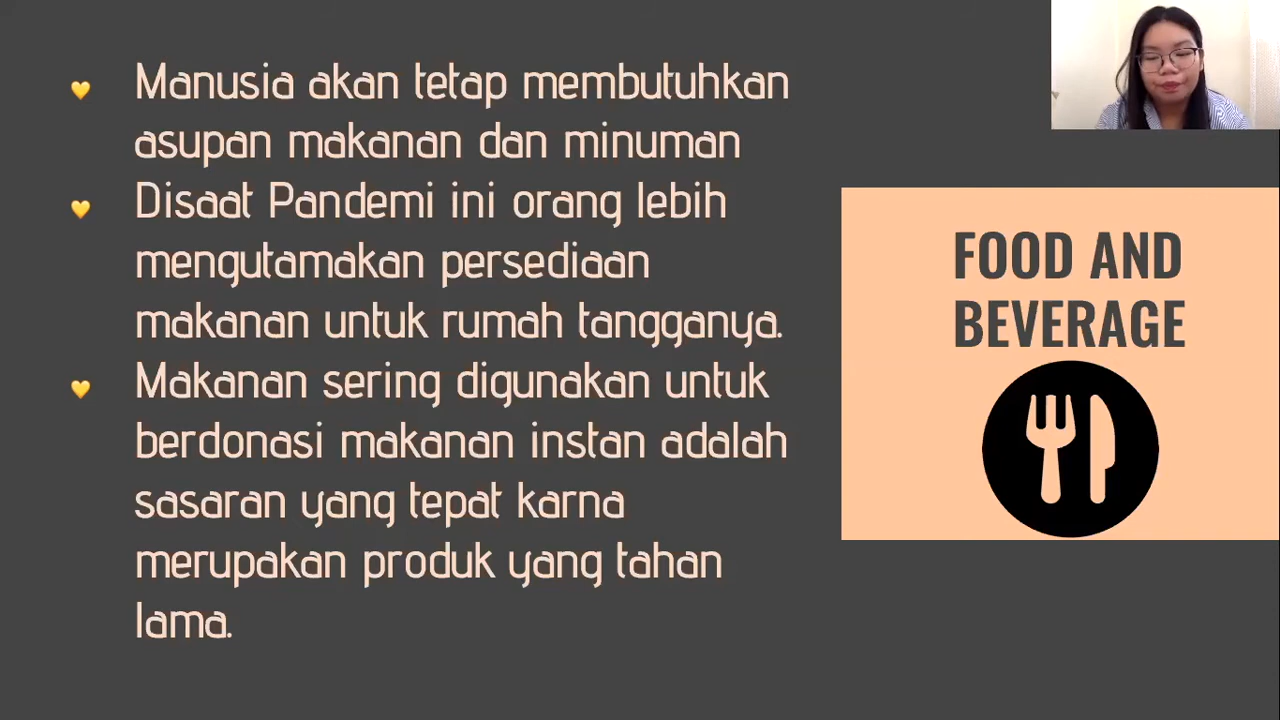 Manusia akan tetap membutuhkan
asupan makanan dan minuman
Disaat Pandemi ini orang lebih
mengutamakan persediaan
makanan untuk rumah tangganya.
Makanan sering digunakan untuk
berdonasi makanan instan adalah
sasaran yang tepat karna
merupakan produk yang tahan
lama.
FOOD AND
BEVERAGE